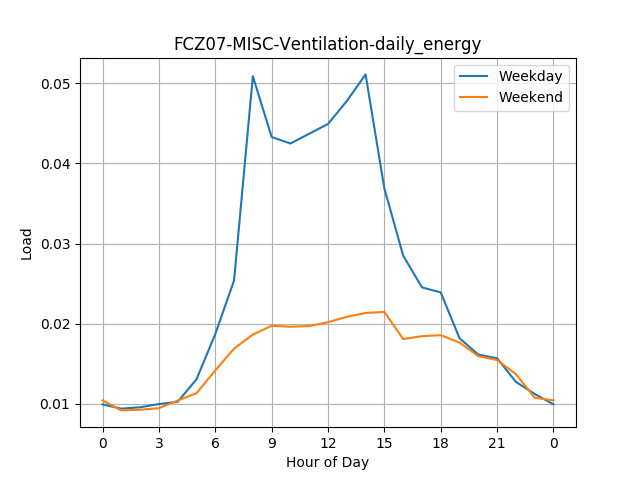 FCZ07-MISC-Ventilation-daily_energy
Weekday
Weekend
0.05
0.04
0.03
0.02
0.01
Load
0 3 6 9 12 15 18 21 0
Hour of Day